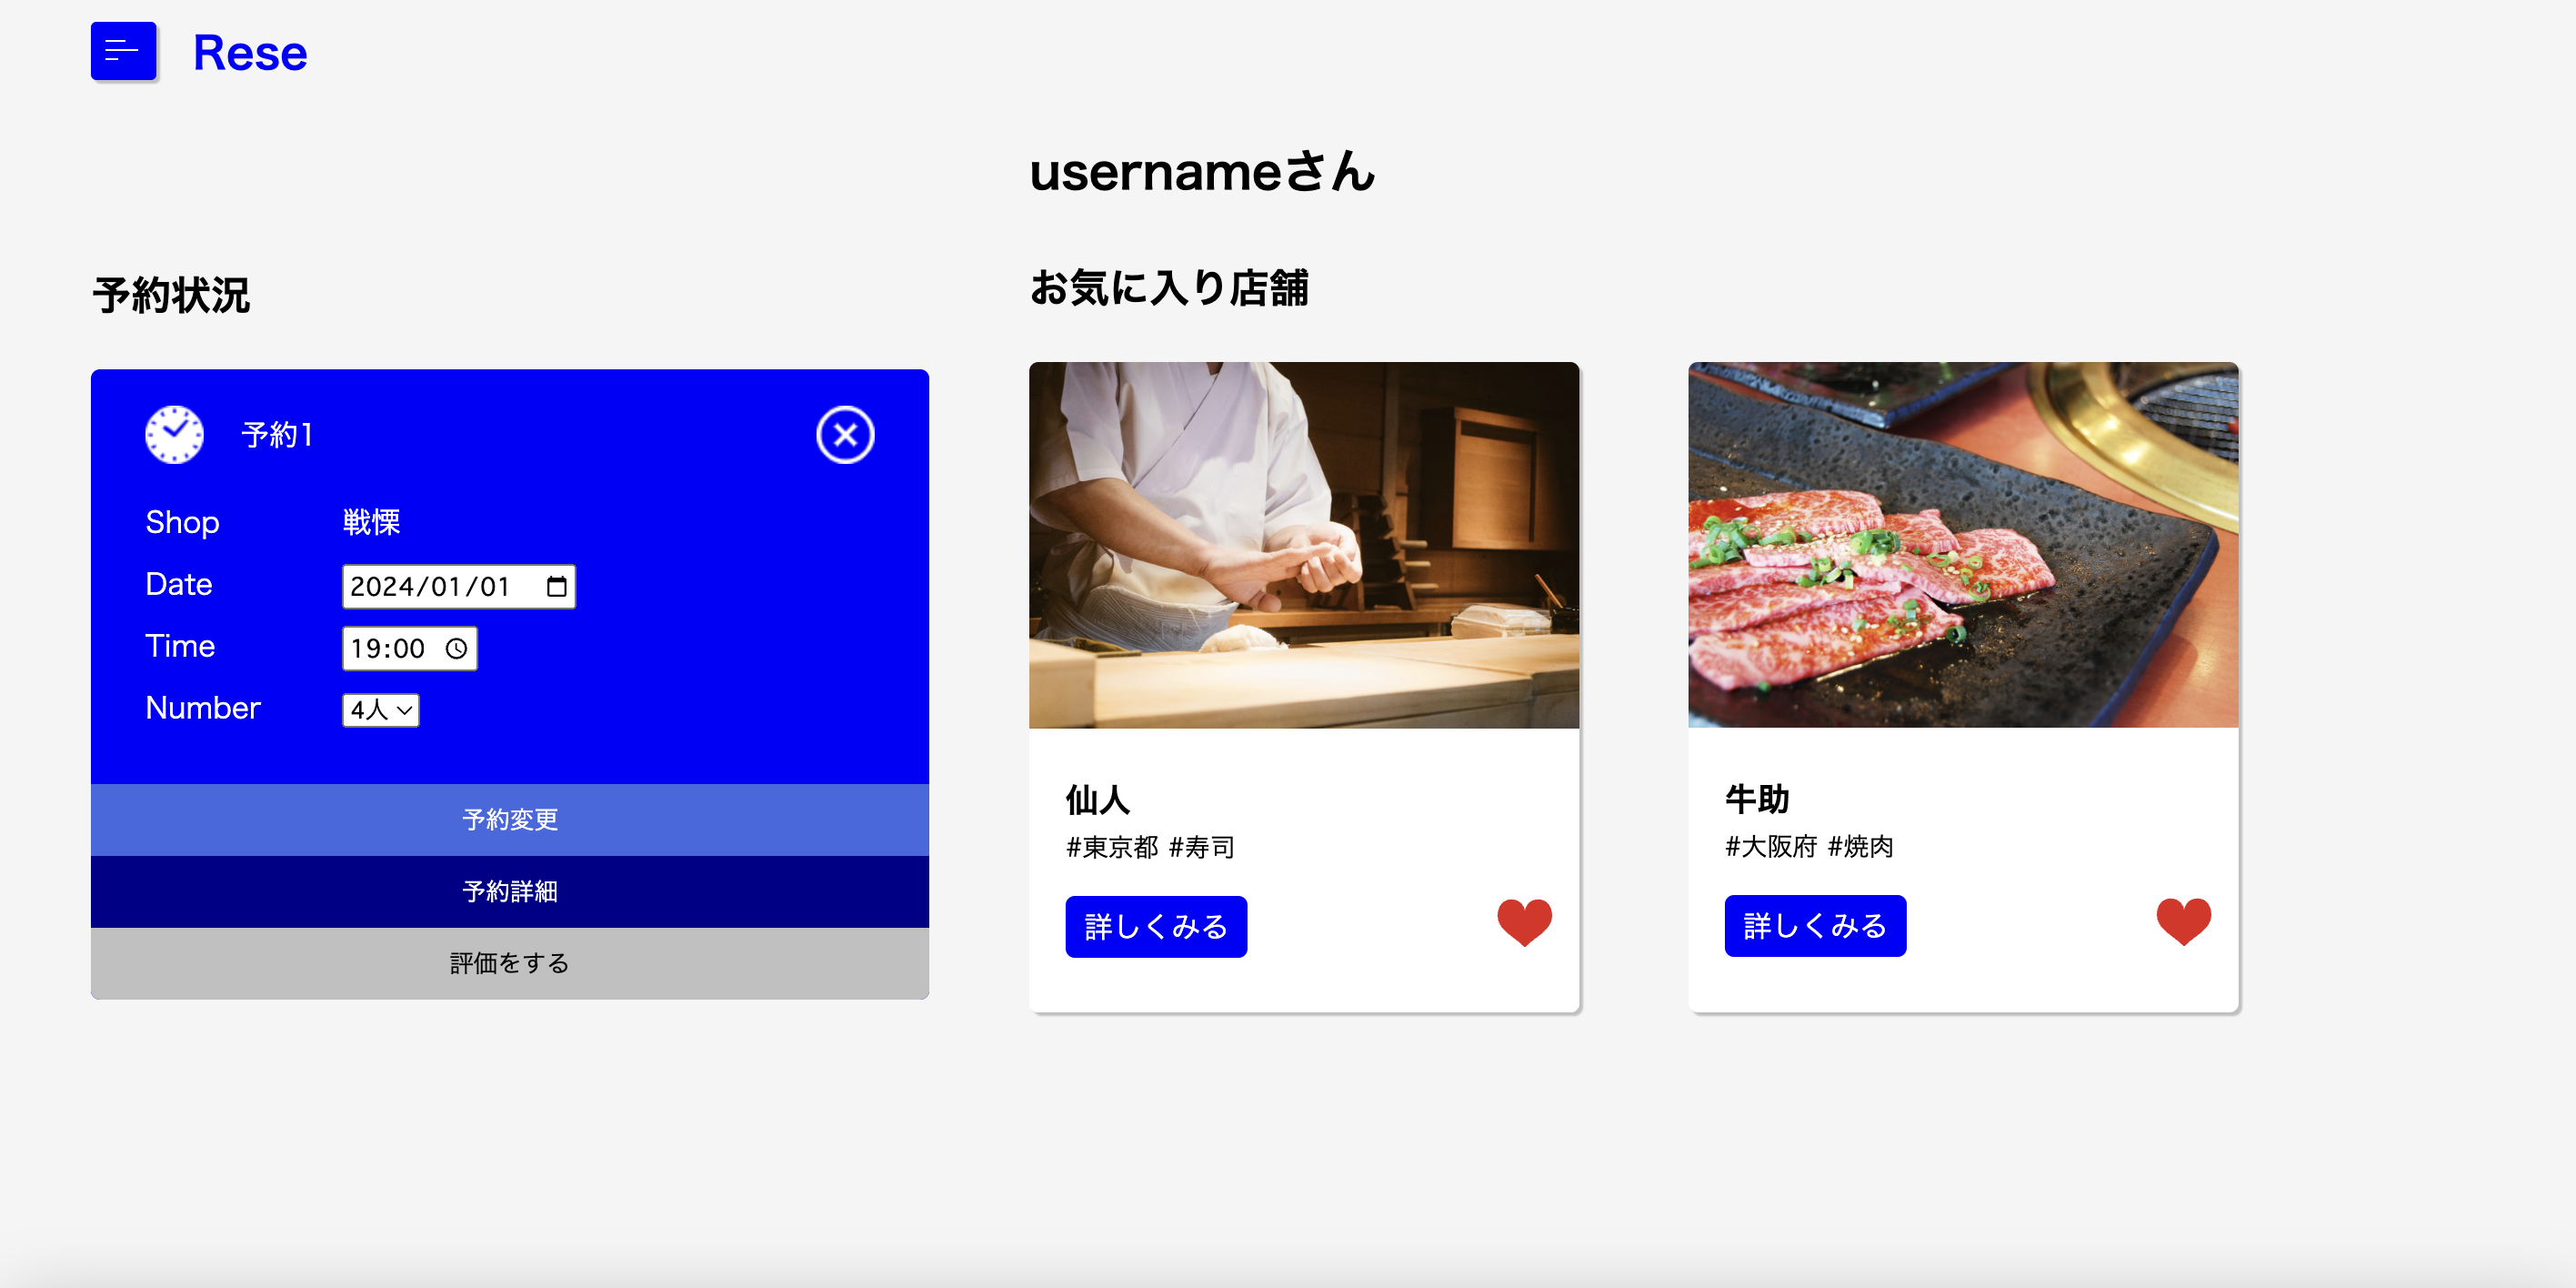 Rese
usernameさん
予約状況
予約1
Shop 戦慄
Date 2024/01/01
Time 19:00
Number 4人
予約変更
予約詳細
評価をする
お気に入り店舗
仙人
#東京都 #寿司
詳しくみる
牛助
#大阪府 #焼肉
詳しくみる